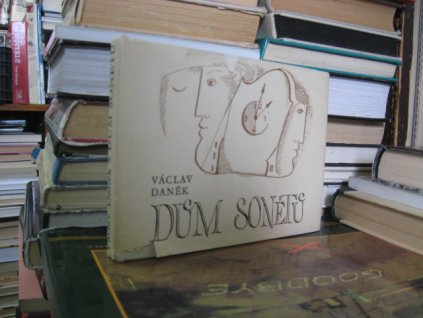 VÁCLAV
DANĚK
DŮM SONETŮ
GOODBYE